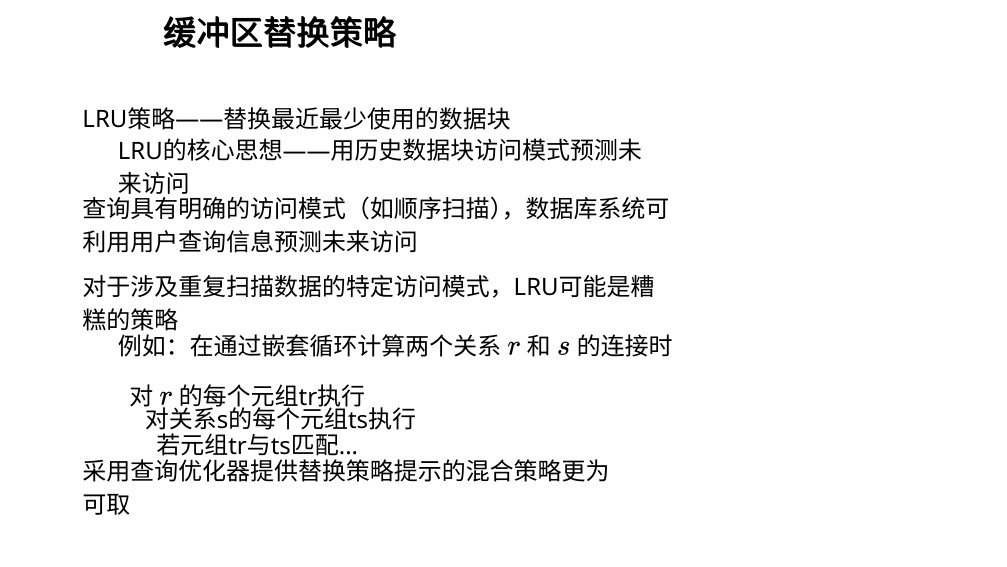 缓冲区替换策略
LRU策略——替换最近最少使用的数据块
LRU的核心思想——用历史数据块访问模式预测未
来访问
查询具有明确的访问模式（如顺序扫描），数据库系统可
利用用户查询信息预测未来访问
对于涉及重复扫描数据的特定访问模式，LRU可能是糟
糕的策略
例如：在通过嵌套循环计算两个关系 r 和 s 的连接时
对 r 的每个元组tr执行
对关系s的每个元组ts执行
若元组tr与ts匹配...
采用查询优化器提供替换策略提示的混合策略更为
可取